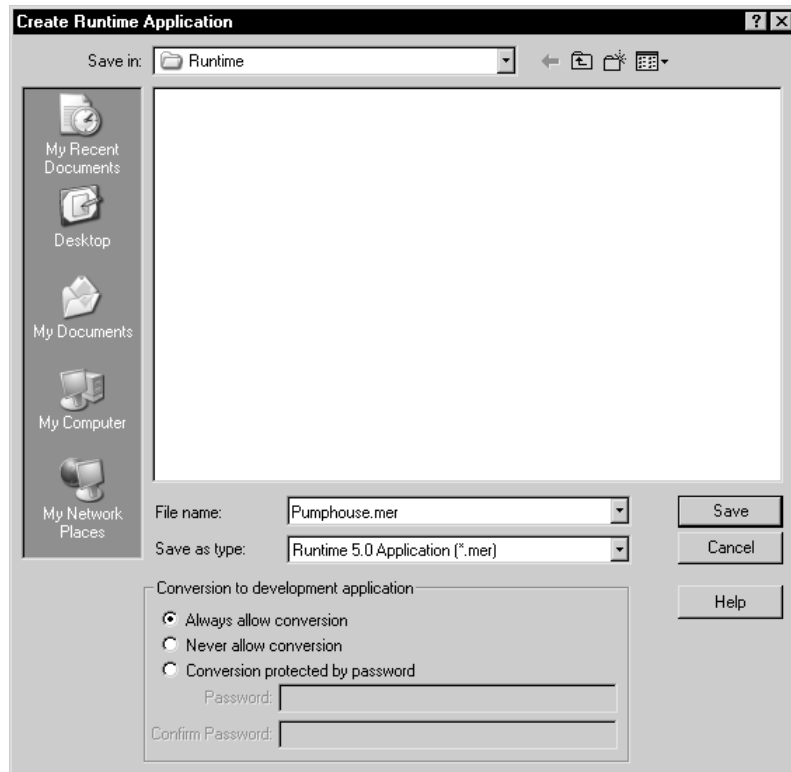 Create Runtime Application
Save in:
Runtime
My Recent
Documents
Desktop
My Documents
My Computer
My Network
Places
File name:
Pumphouse.mer
Save
Save as type:
Runtime 5.0 Application (*.mer)
Cancel
Conversion to development application
Help
Always allow conversion
Never allow conversion
Conversion protected by password
Password:
Confirm Password: